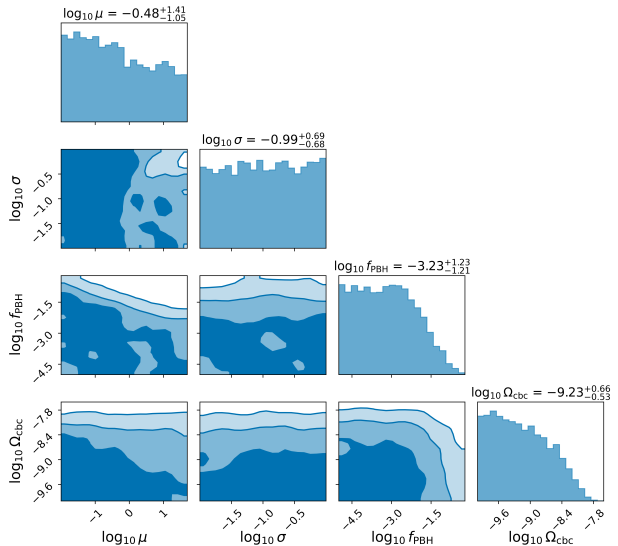 log₁₀ μ = −0.48⁺¹·⁴¹₋₁.₀₅
log₁₀ σ = −0.99⁺⁰·⁶⁹₋₀.₆₈
−0.5
−1.0
−1.5
log₁₀ σ
log₁₀ f_PBH = −3.23⁺¹·²³₋₁.₂₁
−1.5
−3.0
−4.5
log₁₀ f_PBH
log₁₀ Ω_cbc = −9.23⁺⁰·⁶⁶₋₀.₅₃
−7.8
−8.4
−9.0
−9.6
log₁₀ Ω_cbc
−1 0 1 −1.5 −1.0 −0.5 −4.5 −3.0 −1.5 −9.6 −9.0 −8.4 −7.8
log₁₀ μ log₁₀ σ log₁₀ f_PBH log₁₀ Ω_cbc